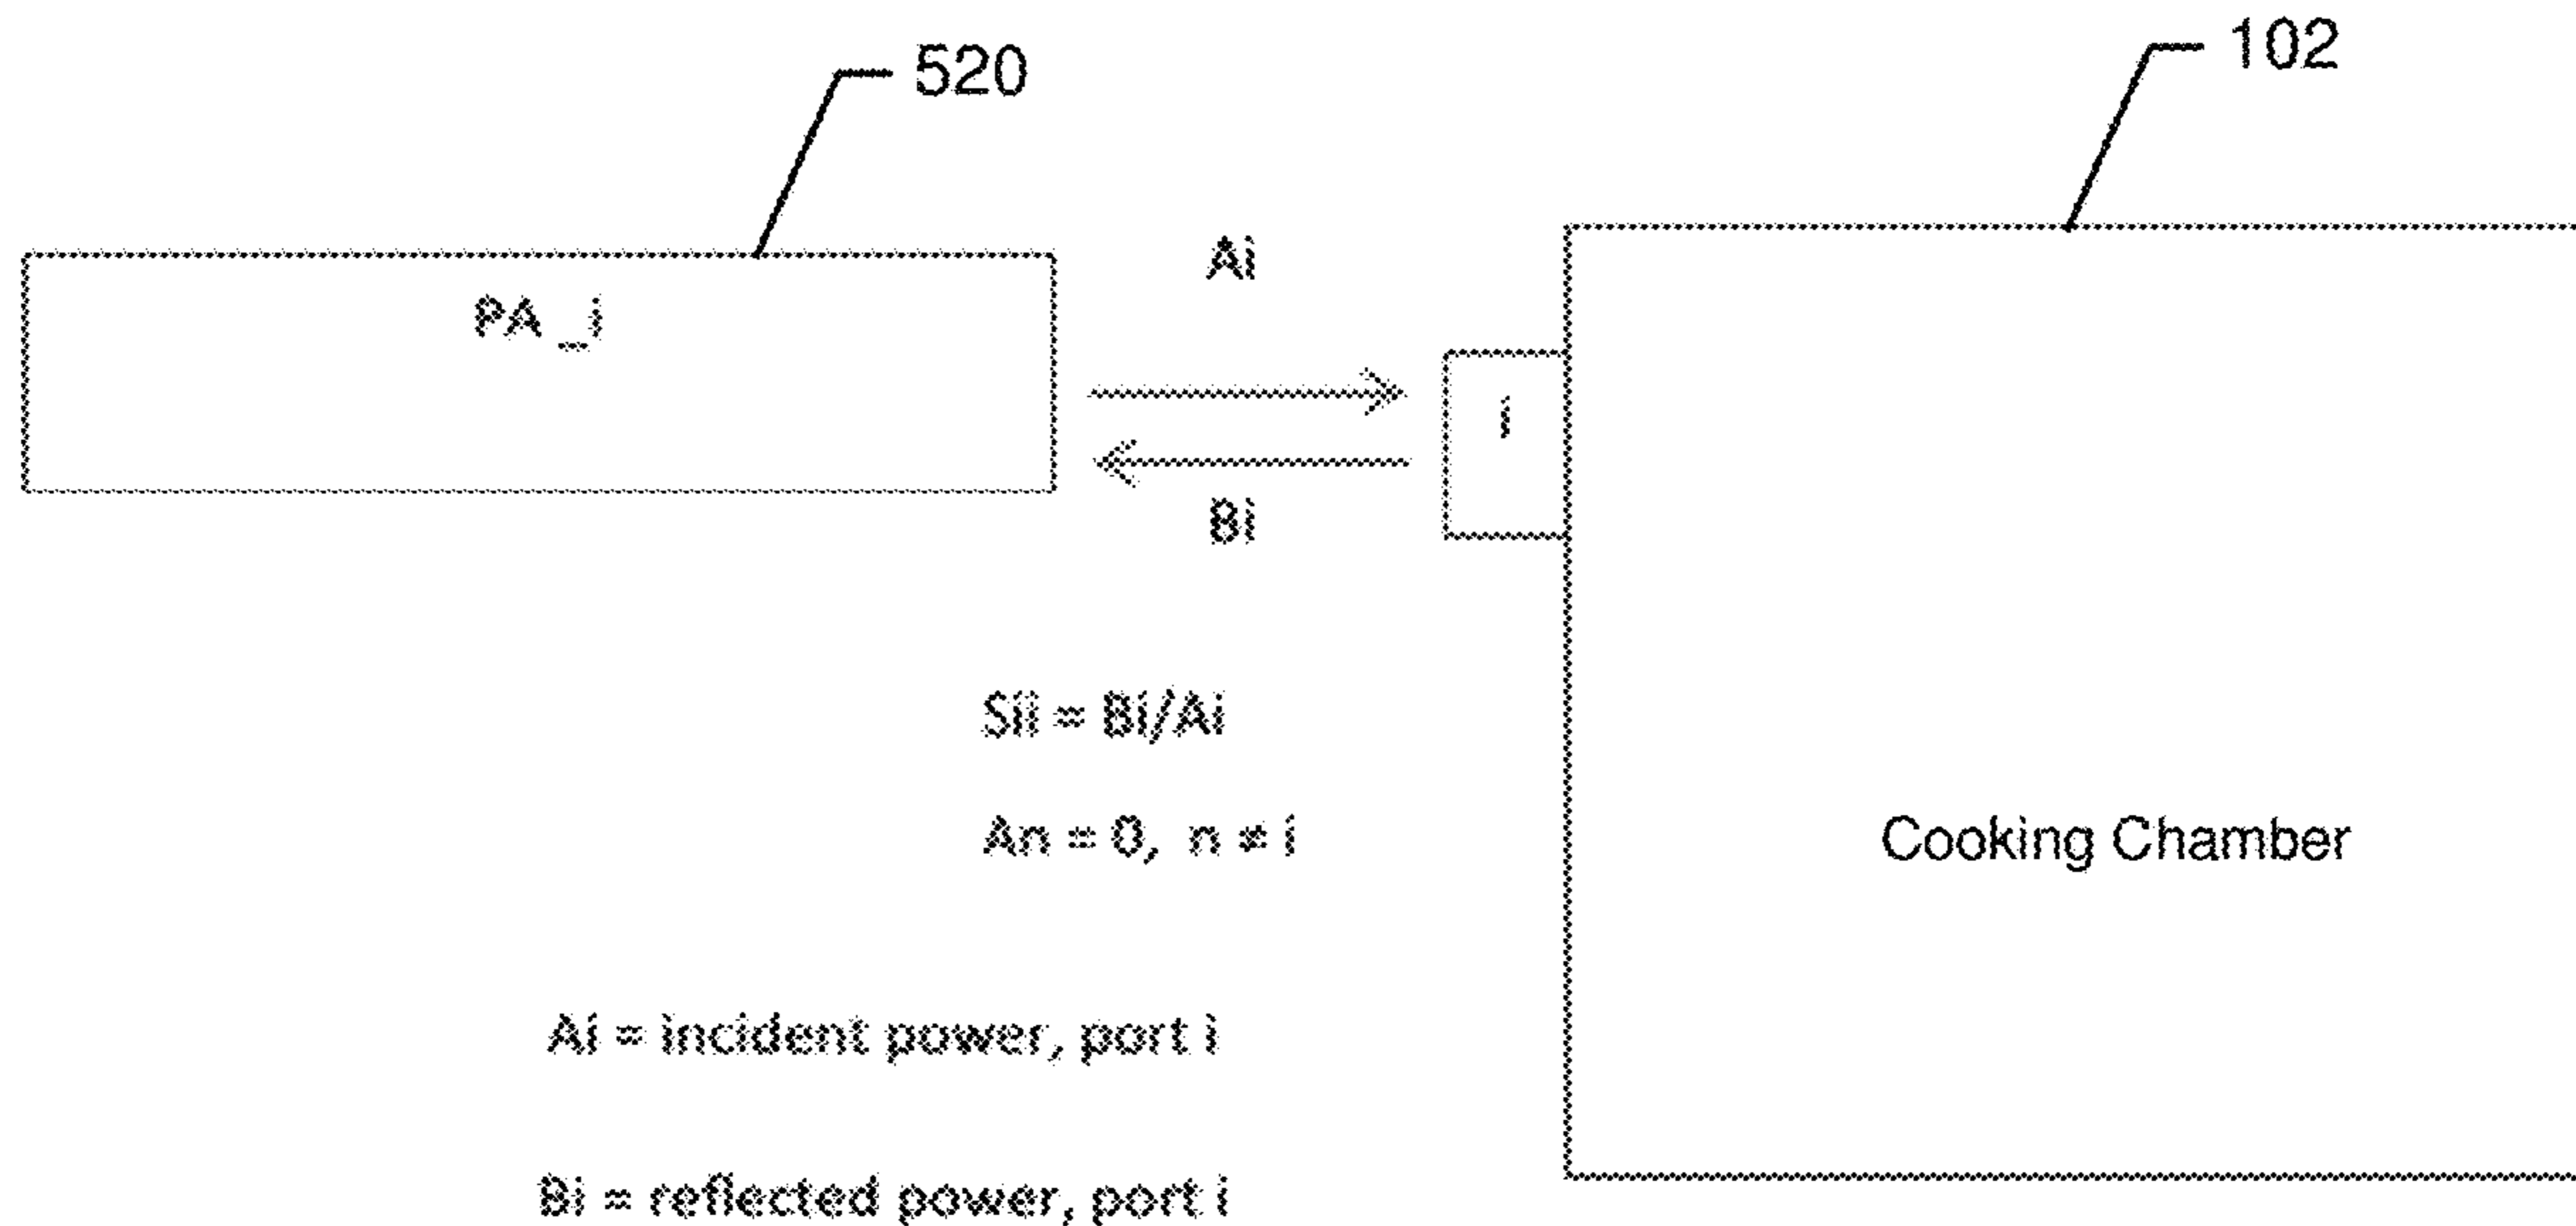 520
102
PA_i
Ai
i
Bi
Sii = Bi/Ai
An = 0, n ≠ i
Cooking Chamber
Ai = incident power, port i
Bi = reflected power, port i